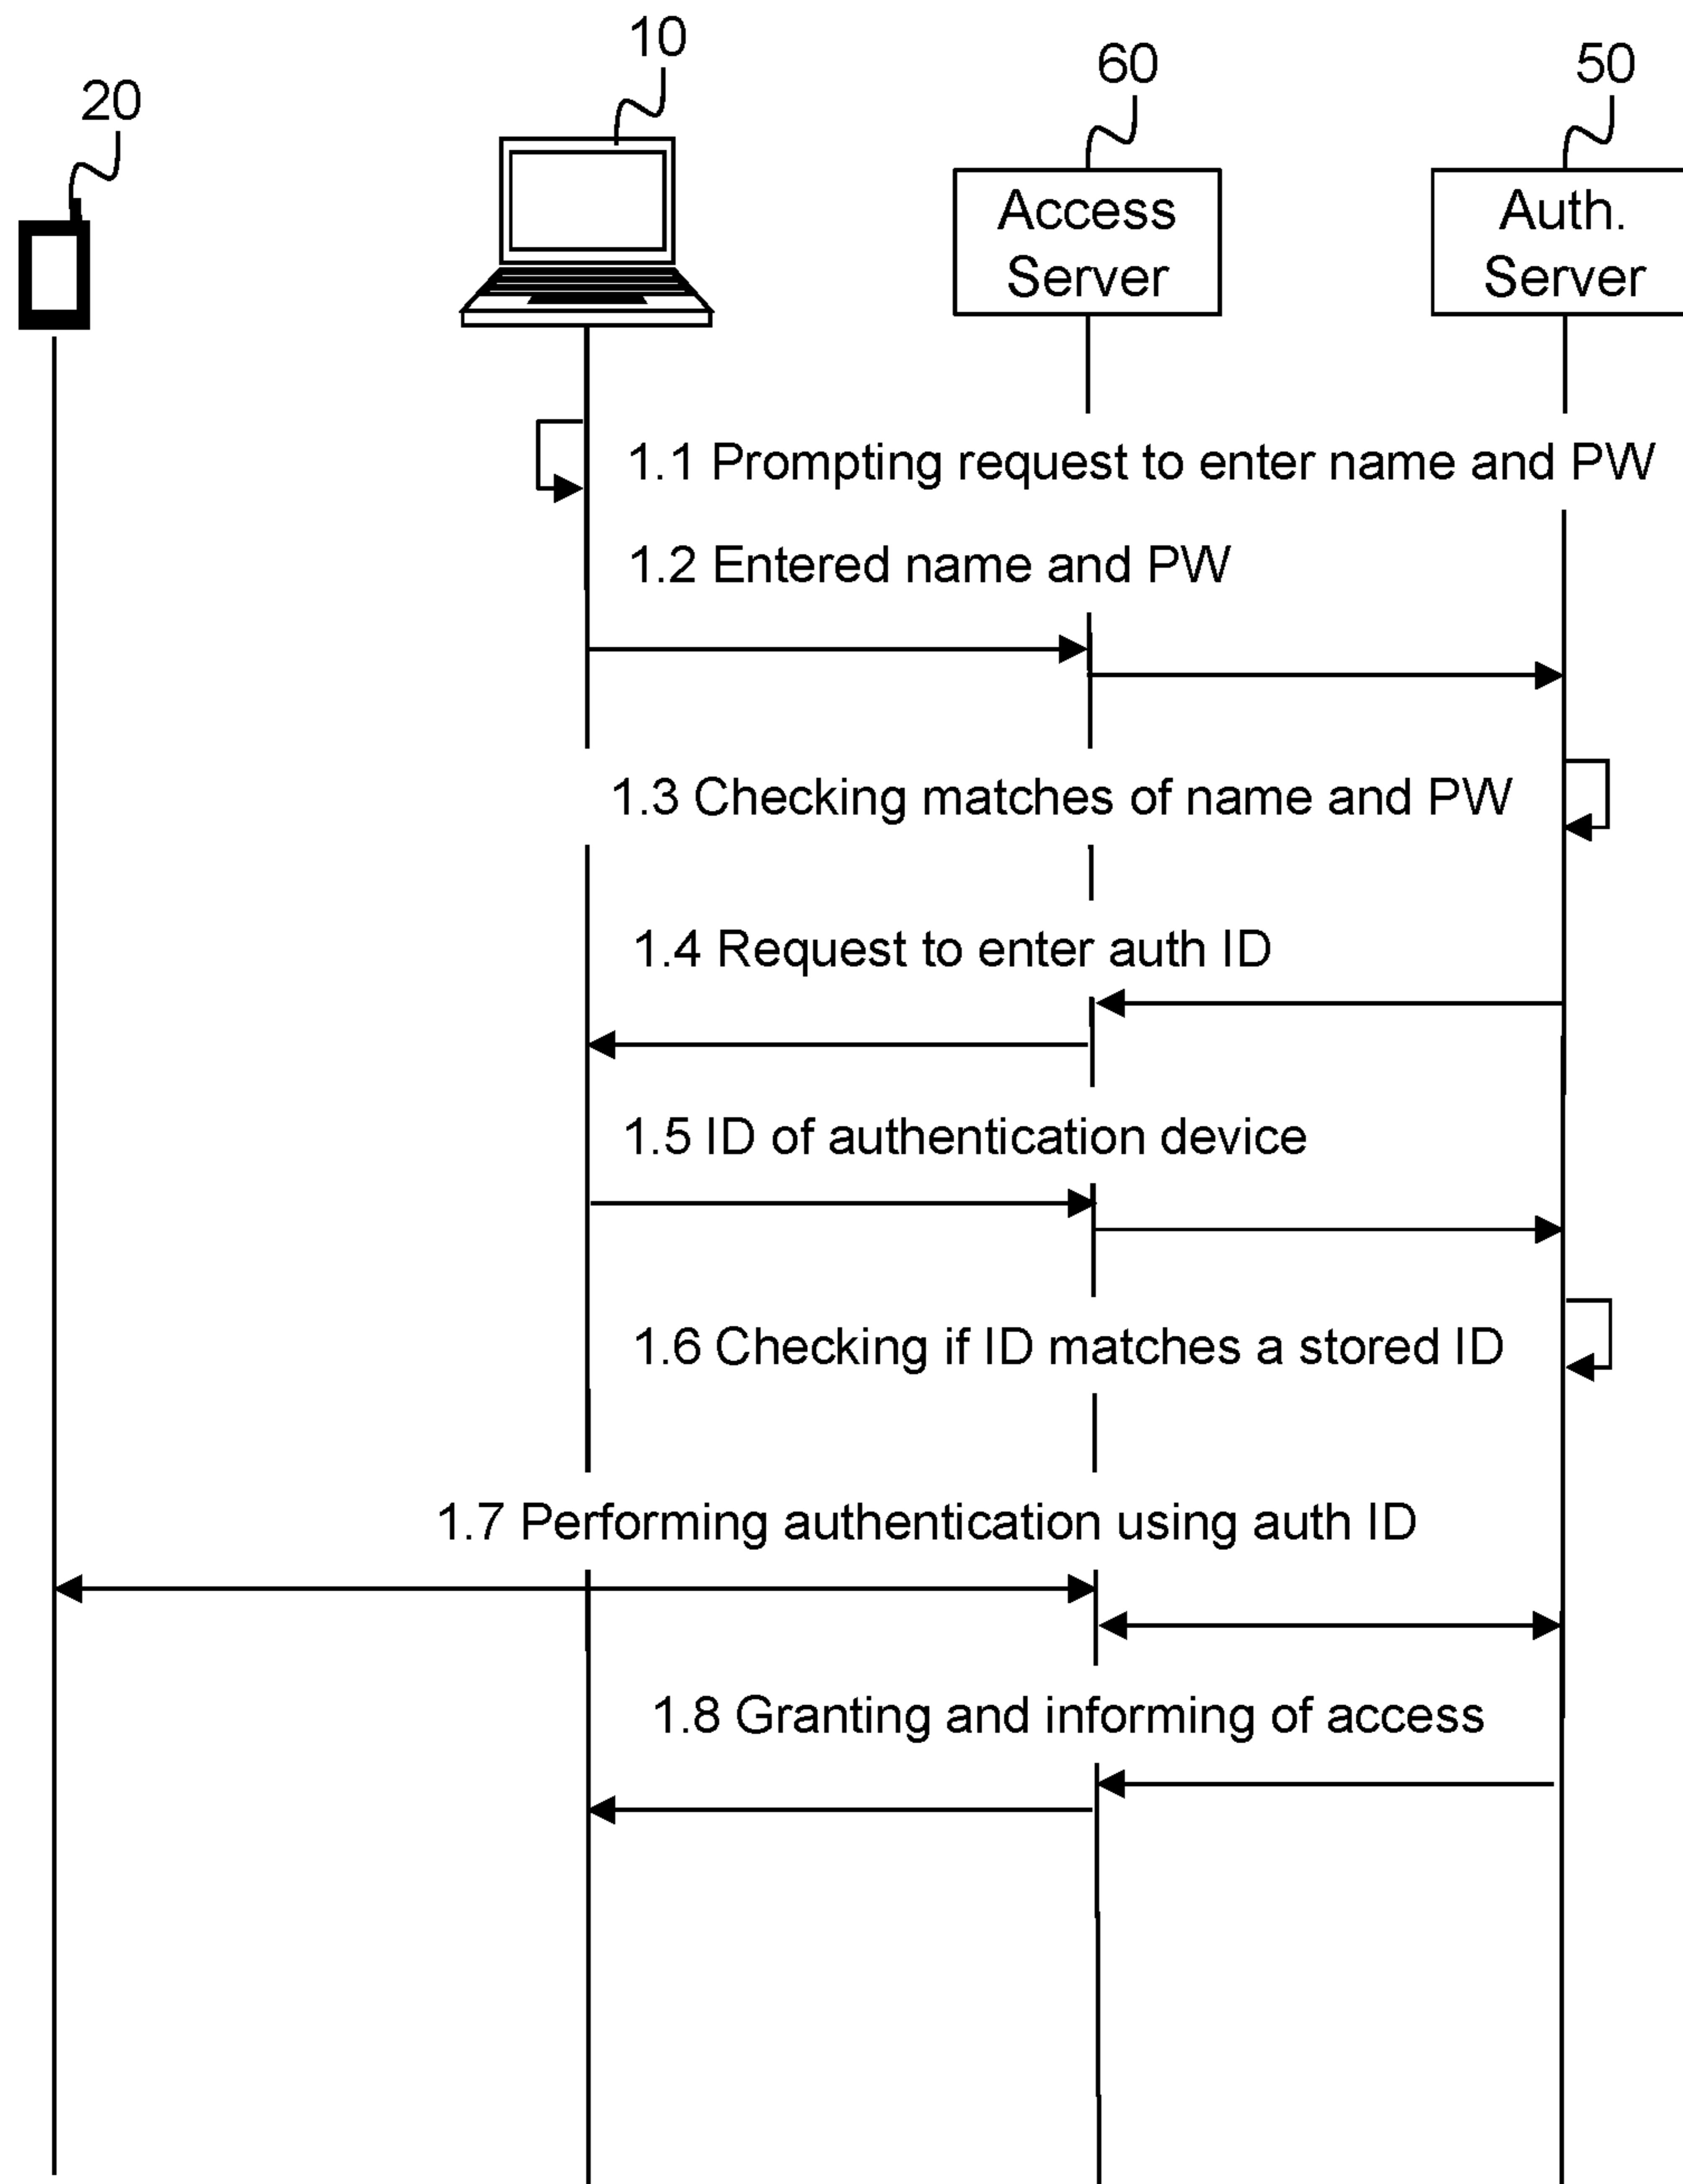 10
60
50
20
Access
Server
Auth.
Server
1.1 Prompting request to enter name and PW
1.2 Entered name and PW
1.3 Checking matches of name and PW
1.4 Request to enter auth ID
1.5 ID of authentication device
1.6 Checking if ID matches a stored ID
1.7 Performing authentication using auth ID
1.8 Granting and informing of access